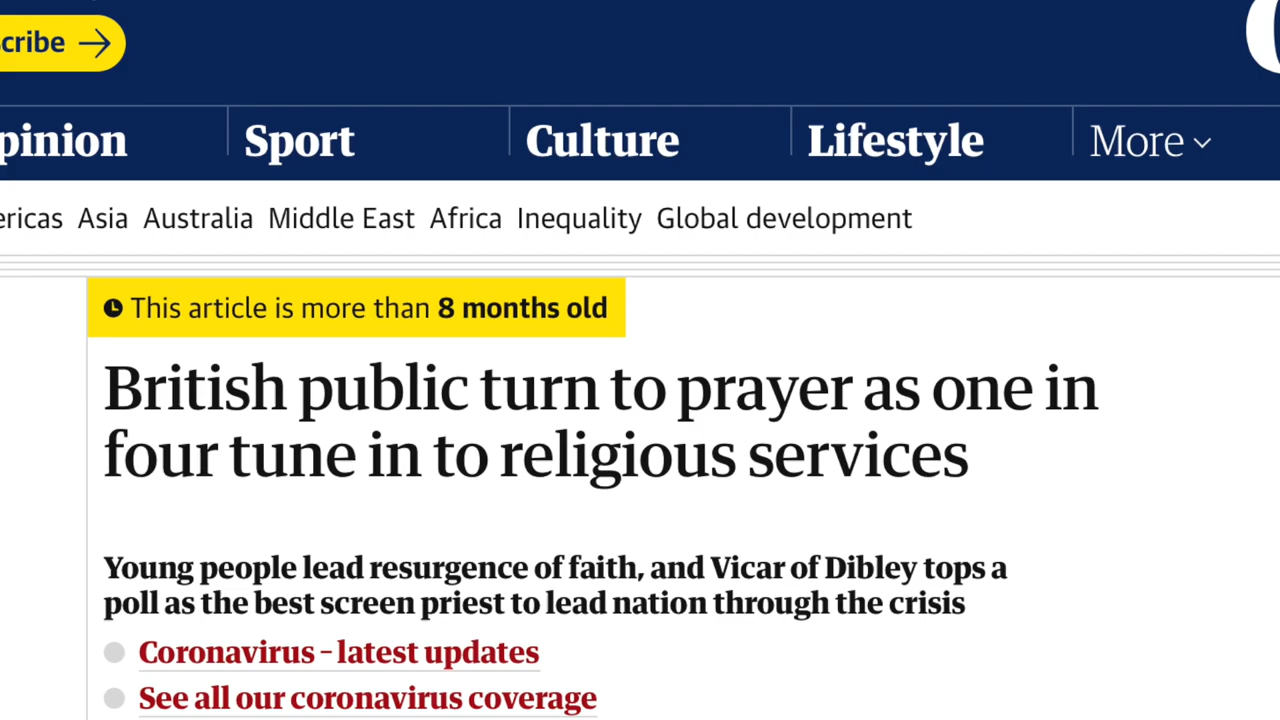 cribe
pinion Sport Culture Lifestyle More
ericas Asia Australia Middle East Africa Inequality Global development
This article is more than 8 months old
British public turn to prayer as one in
four tune in to religious services
Young people lead resurgence of faith, and Vicar of Dibley tops a
poll as the best screen priest to lead nation through the crisis
Coronavirus – latest updates
See all our coronavirus coverage